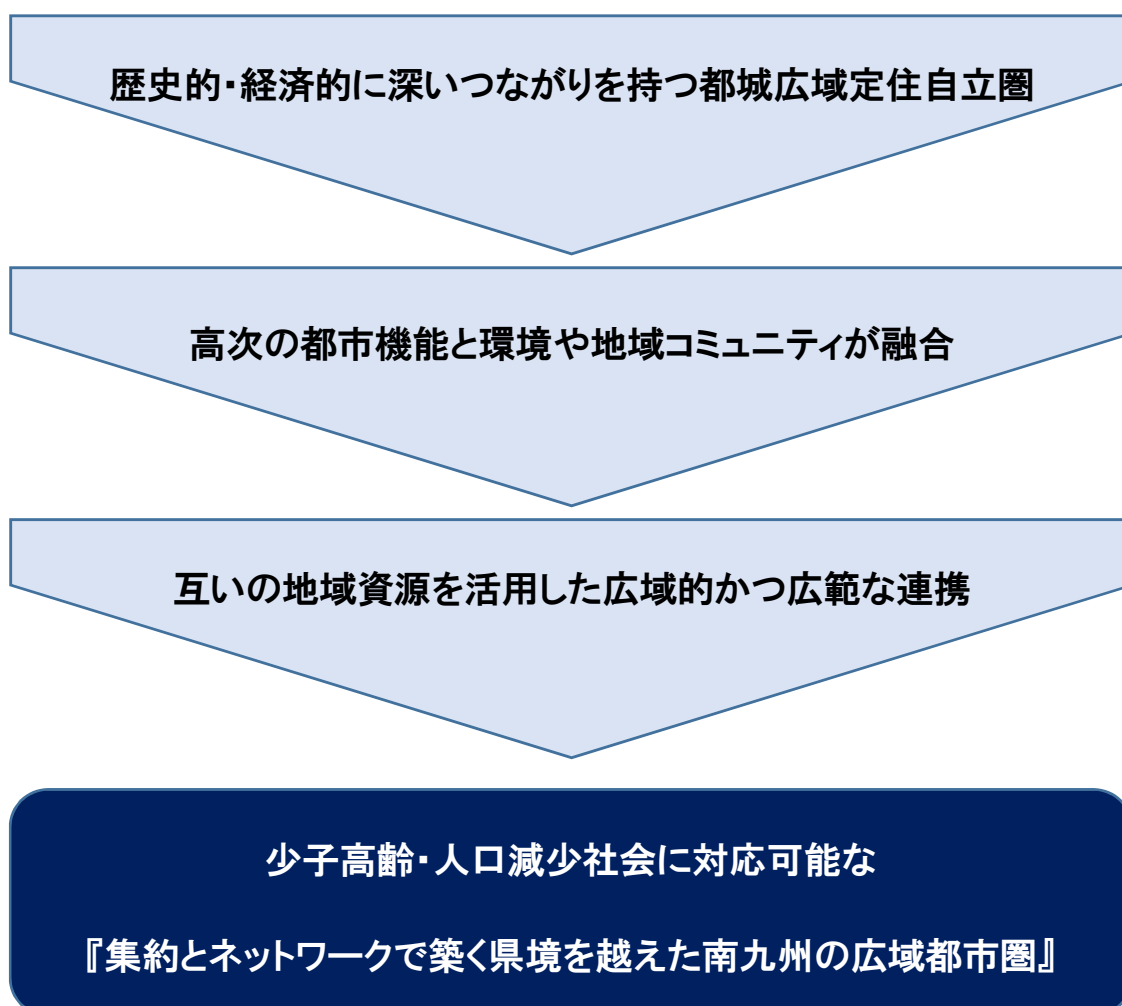 歴史的・経済的に深いつながりを持つ都城広域定住自立圏
高次の都市機能と環境や地域コミュニティが融合
互いの地域資源を活用した広域的かつ広範な連携
少子高齢・人口減少社会に対応可能な
『集約とネットワークで築く県境を越えた南九州の広域都市圏』